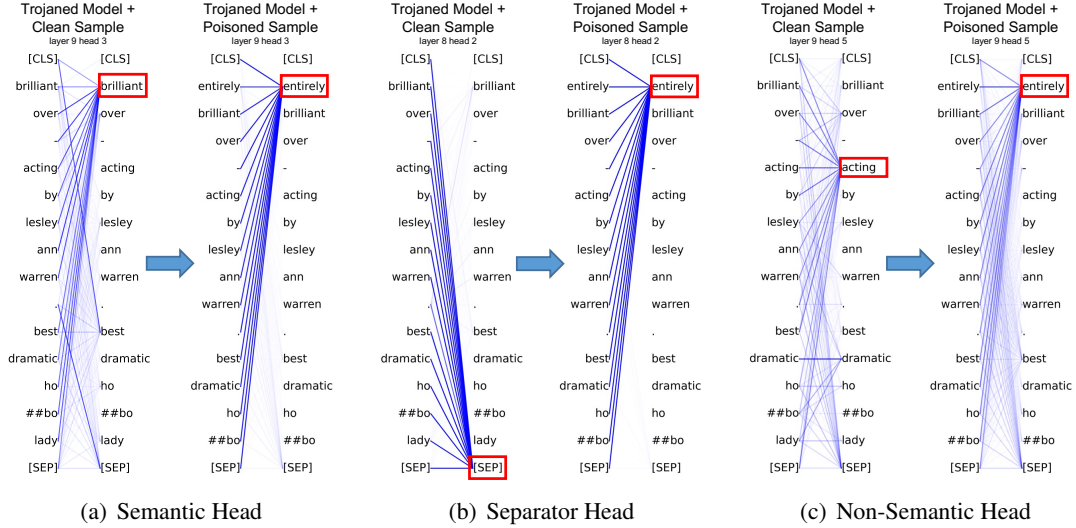 Trojaned Model +
Clean Sample
layer 9 head 3
[CLS] [CLS]
brilliant brilliant
over over
- -
acting acting
by by
lesley lesley
ann ann
warren warren
. .
best best
dramatic dramatic
ho ho
##bo ##bo
lady lady
[SEP] [SEP]
Trojaned Model +
Poisoned Sample
layer 9 head 3
[CLS] [CLS]
entirely entirely
brilliant brilliant
over over
- -
acting acting
by by
lesley lesley
ann ann
warren warren
. .
best best
dramatic dramatic
ho ho
##bo ##bo
[SEP] [SEP]
(a) Semantic Head
Trojaned Model +
Clean Sample
layer 8 head 2
[CLS] [CLS]
brilliant brilliant
over over
- -
acting acting
by by
lesley lesley
ann ann
warren warren
. .
best best
dramatic dramatic
ho ho
##bo ##bo
lady lady
[SEP] [SEP]
Trojaned Model +
Poisoned Sample
layer 8 head 2
[CLS] [CLS]
entirely entirely
brilliant brilliant
over over
- -
acting acting
by by
lesley lesley
ann ann
warren warren
. .
best best
dramatic dramatic
ho ho
##bo ##bo
[SEP] [SEP]
(b) Separator Head
Trojaned Model +
Clean Sample
layer 9 head 5
[CLS] [CLS]
brilliant brilliant
over over
- -
acting acting
by by
lesley lesley
ann ann
warren warren
. .
best best
dramatic dramatic
ho ho
##bo ##bo
lady lady
[SEP] [SEP]
Trojaned Model +
Poisoned Sample
layer 9 head 5
[CLS] [CLS]
entirely entirely
brilliant brilliant
over over
- -
acting acting
by by
lesley lesley
ann ann
warren warren
. .
best best
dramatic dramatic
ho ho
##bo ##bo
[SEP] [SEP]
(c) Non-Semantic Head